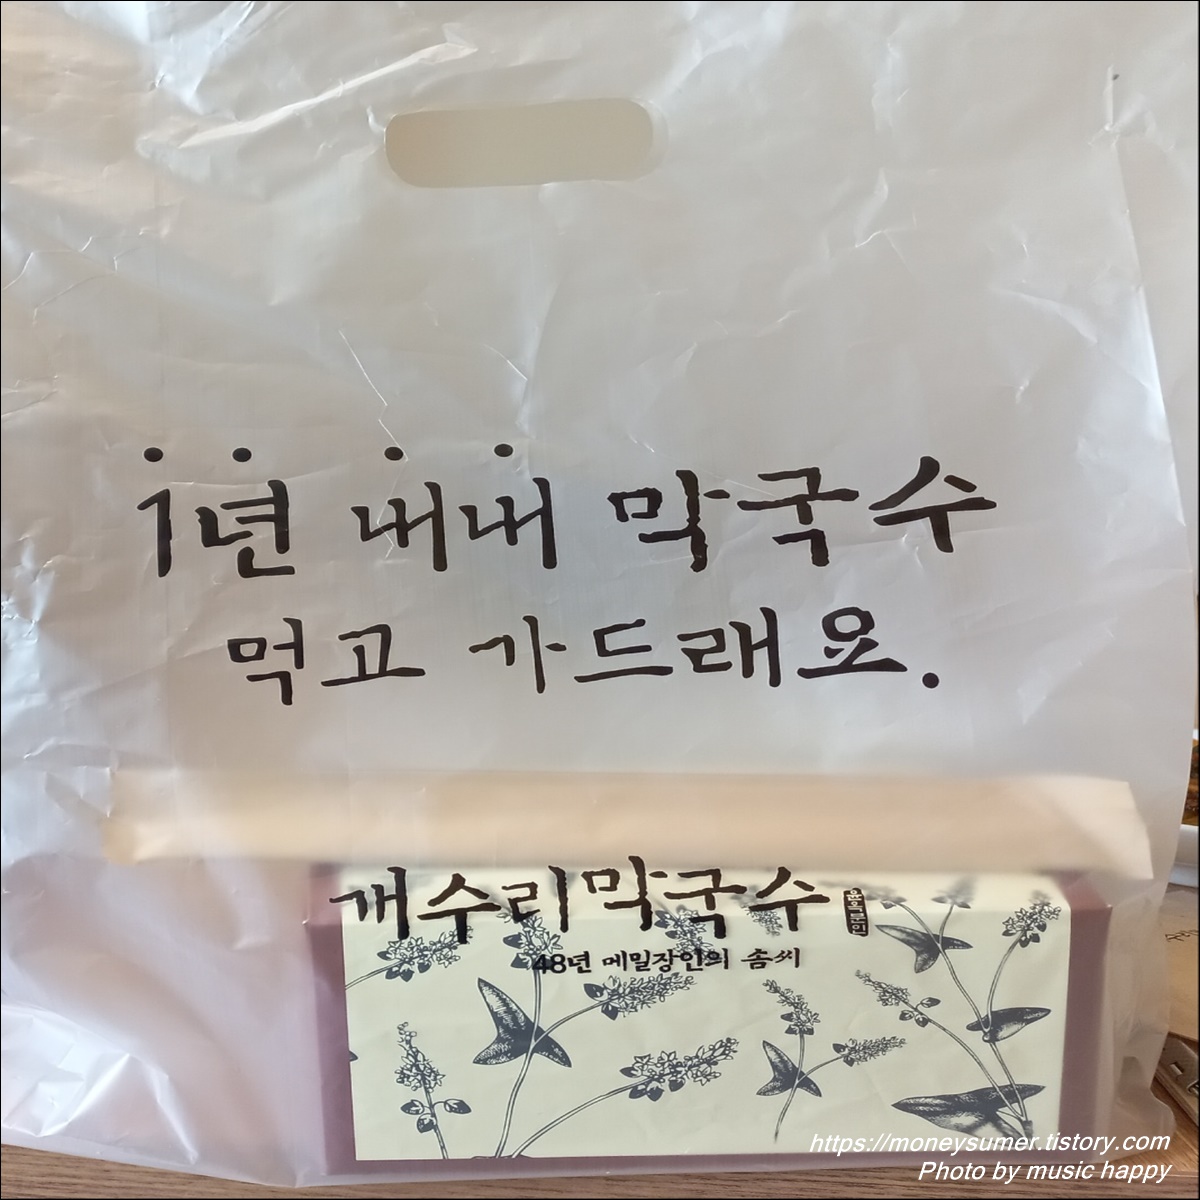 1년 내내 막국수
먹고 가드래요.
개수리막국수
48년 메밀장인의 솜씨
https://moneysumer.tistory.com
Photo by music happy